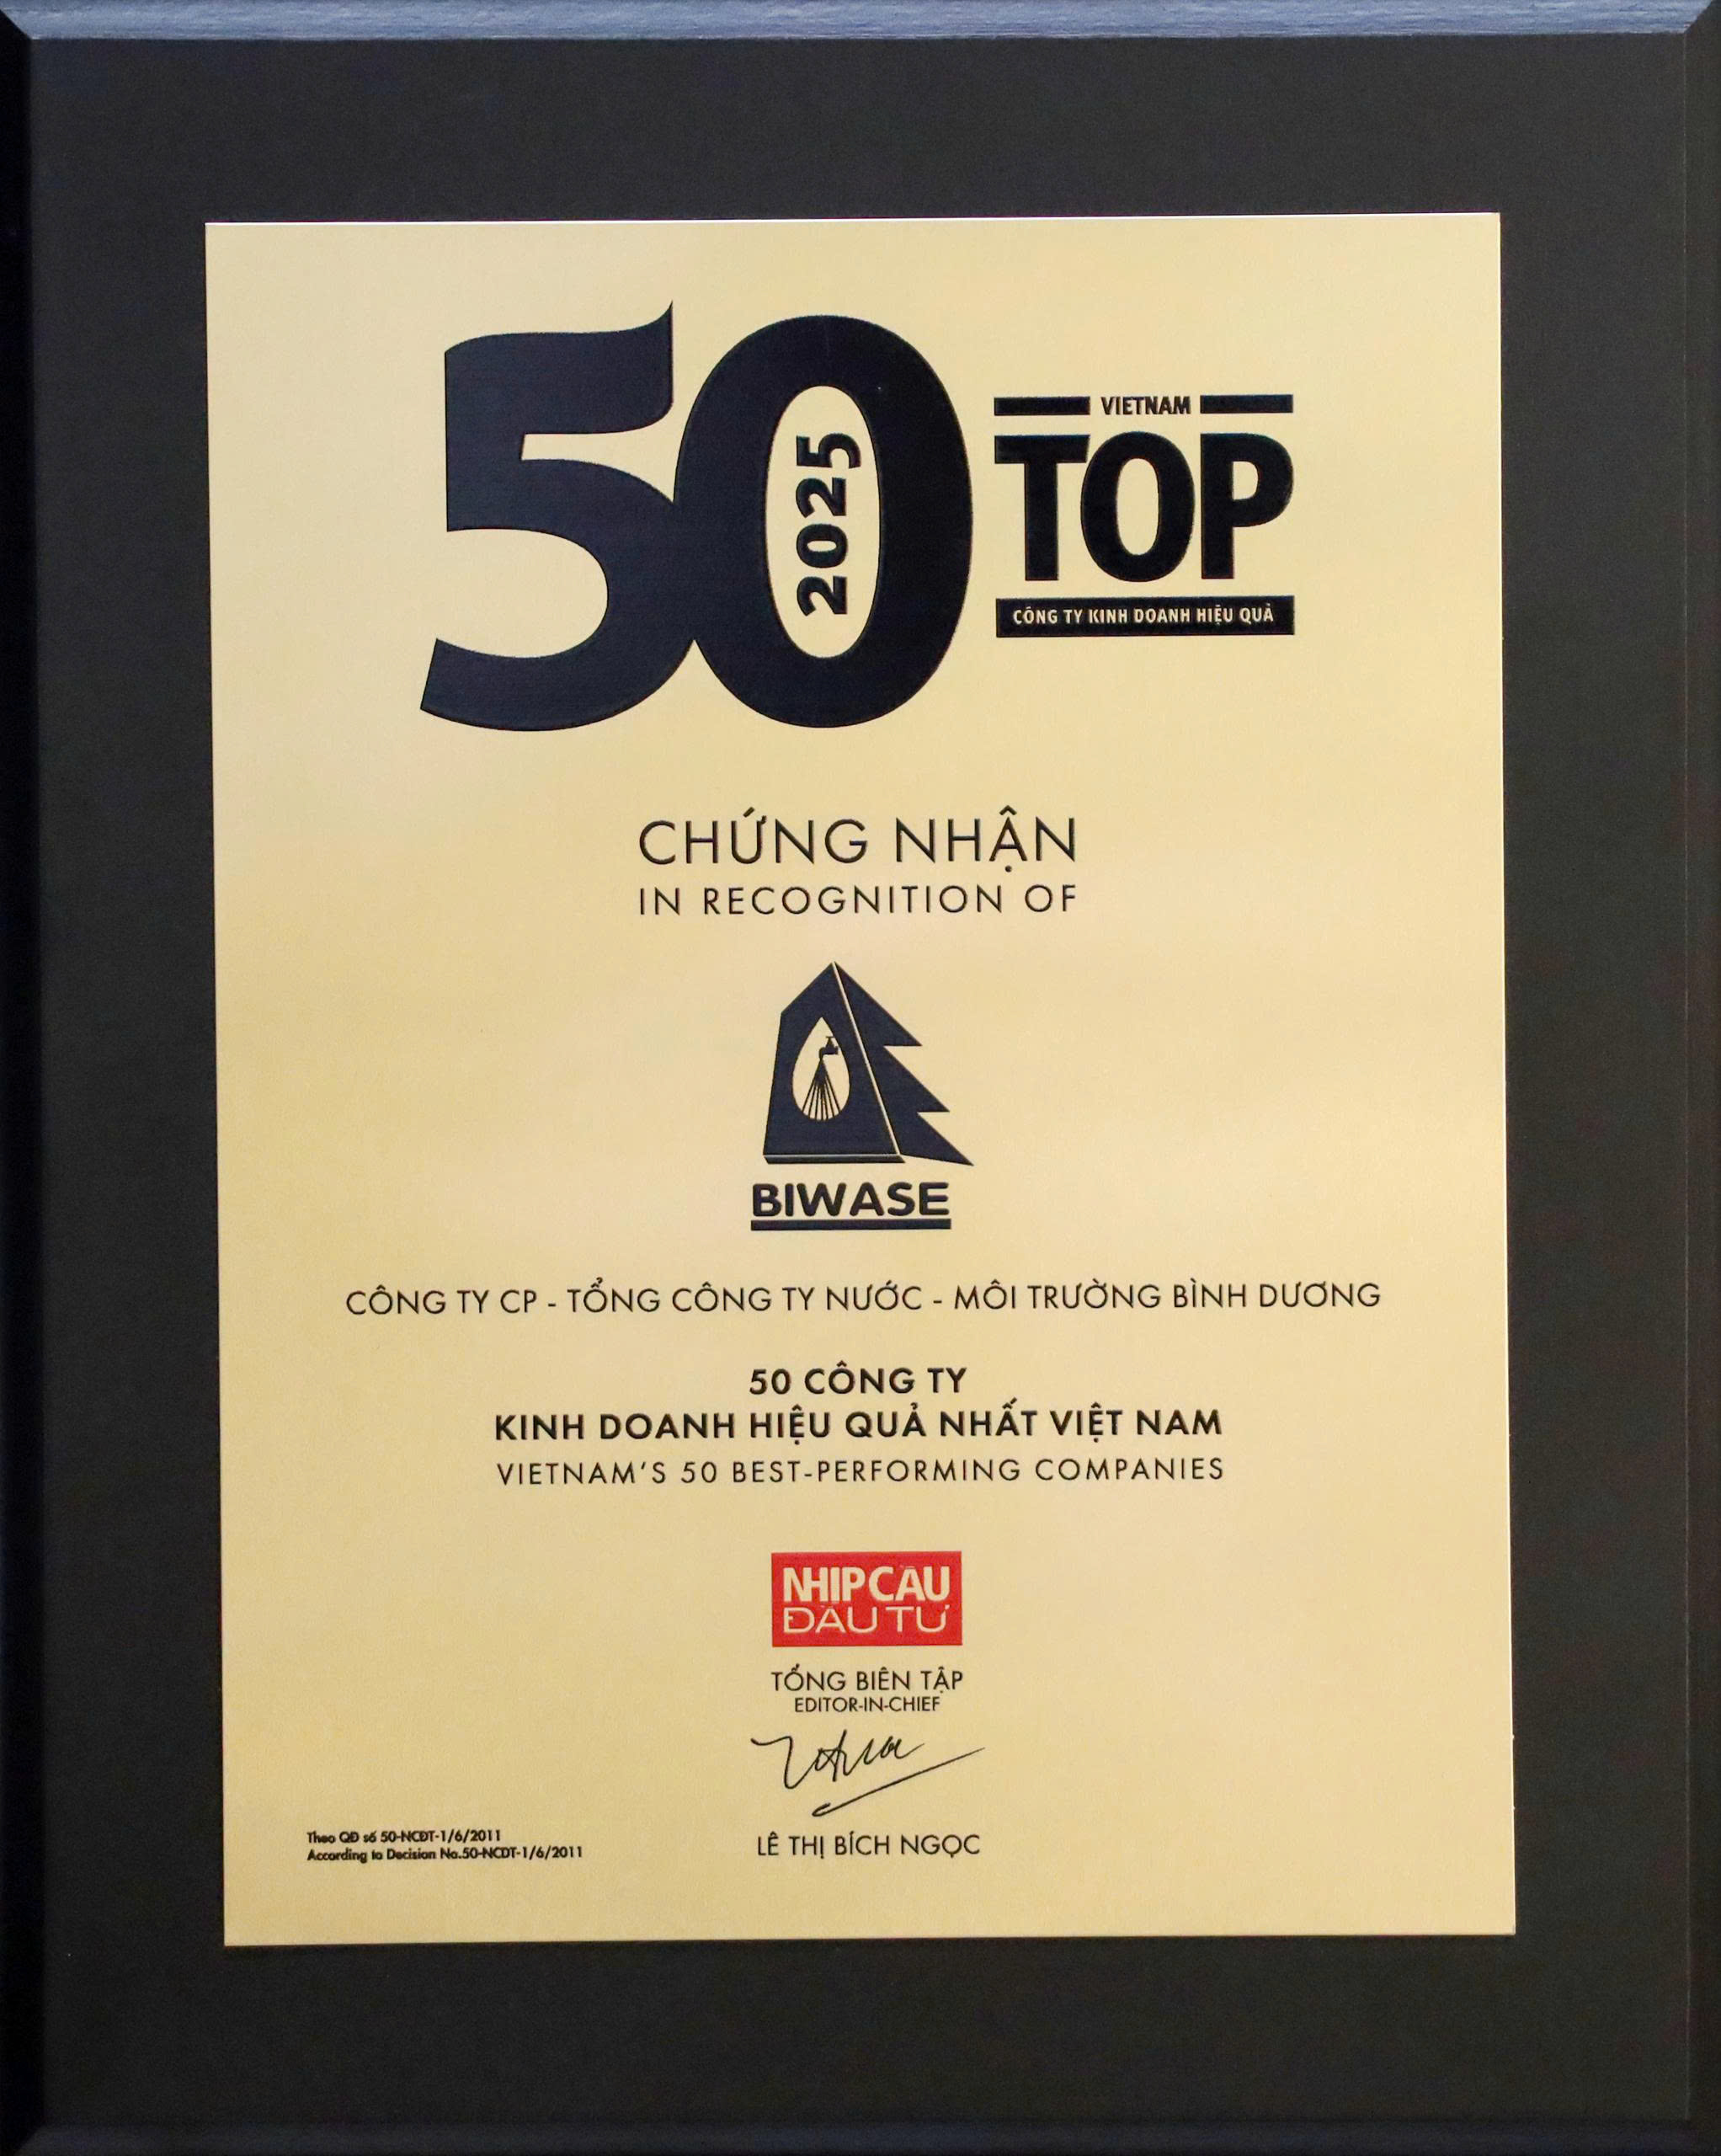 50
2025
VIETNAM
TOP
CÔNG TY KINH DOANH HIỆU QUẢ
CHỨNG NHẬN
IN RECOGNITION OF
BIWASE
CÔNG TY CP - TỔNG CÔNG TY NƯỚC - MÔI TRƯỜNG BÌNH DƯƠNG
50 CÔNG TY
KINH DOANH HIỆU QUẢ NHẤT VIỆT NAM
VIETNAM'S 50 BEST-PERFORMING COMPANIES
NHỊP CẦU
ĐẦU TƯ
TỔNG BIÊN TẬP
EDITOR-IN-CHIEF
LÊ THỊ BÍCH NGỌC
Theo QĐ số 50-NCĐT-1/6/2011
According to Decision No.50-NCDT-1/6/2011